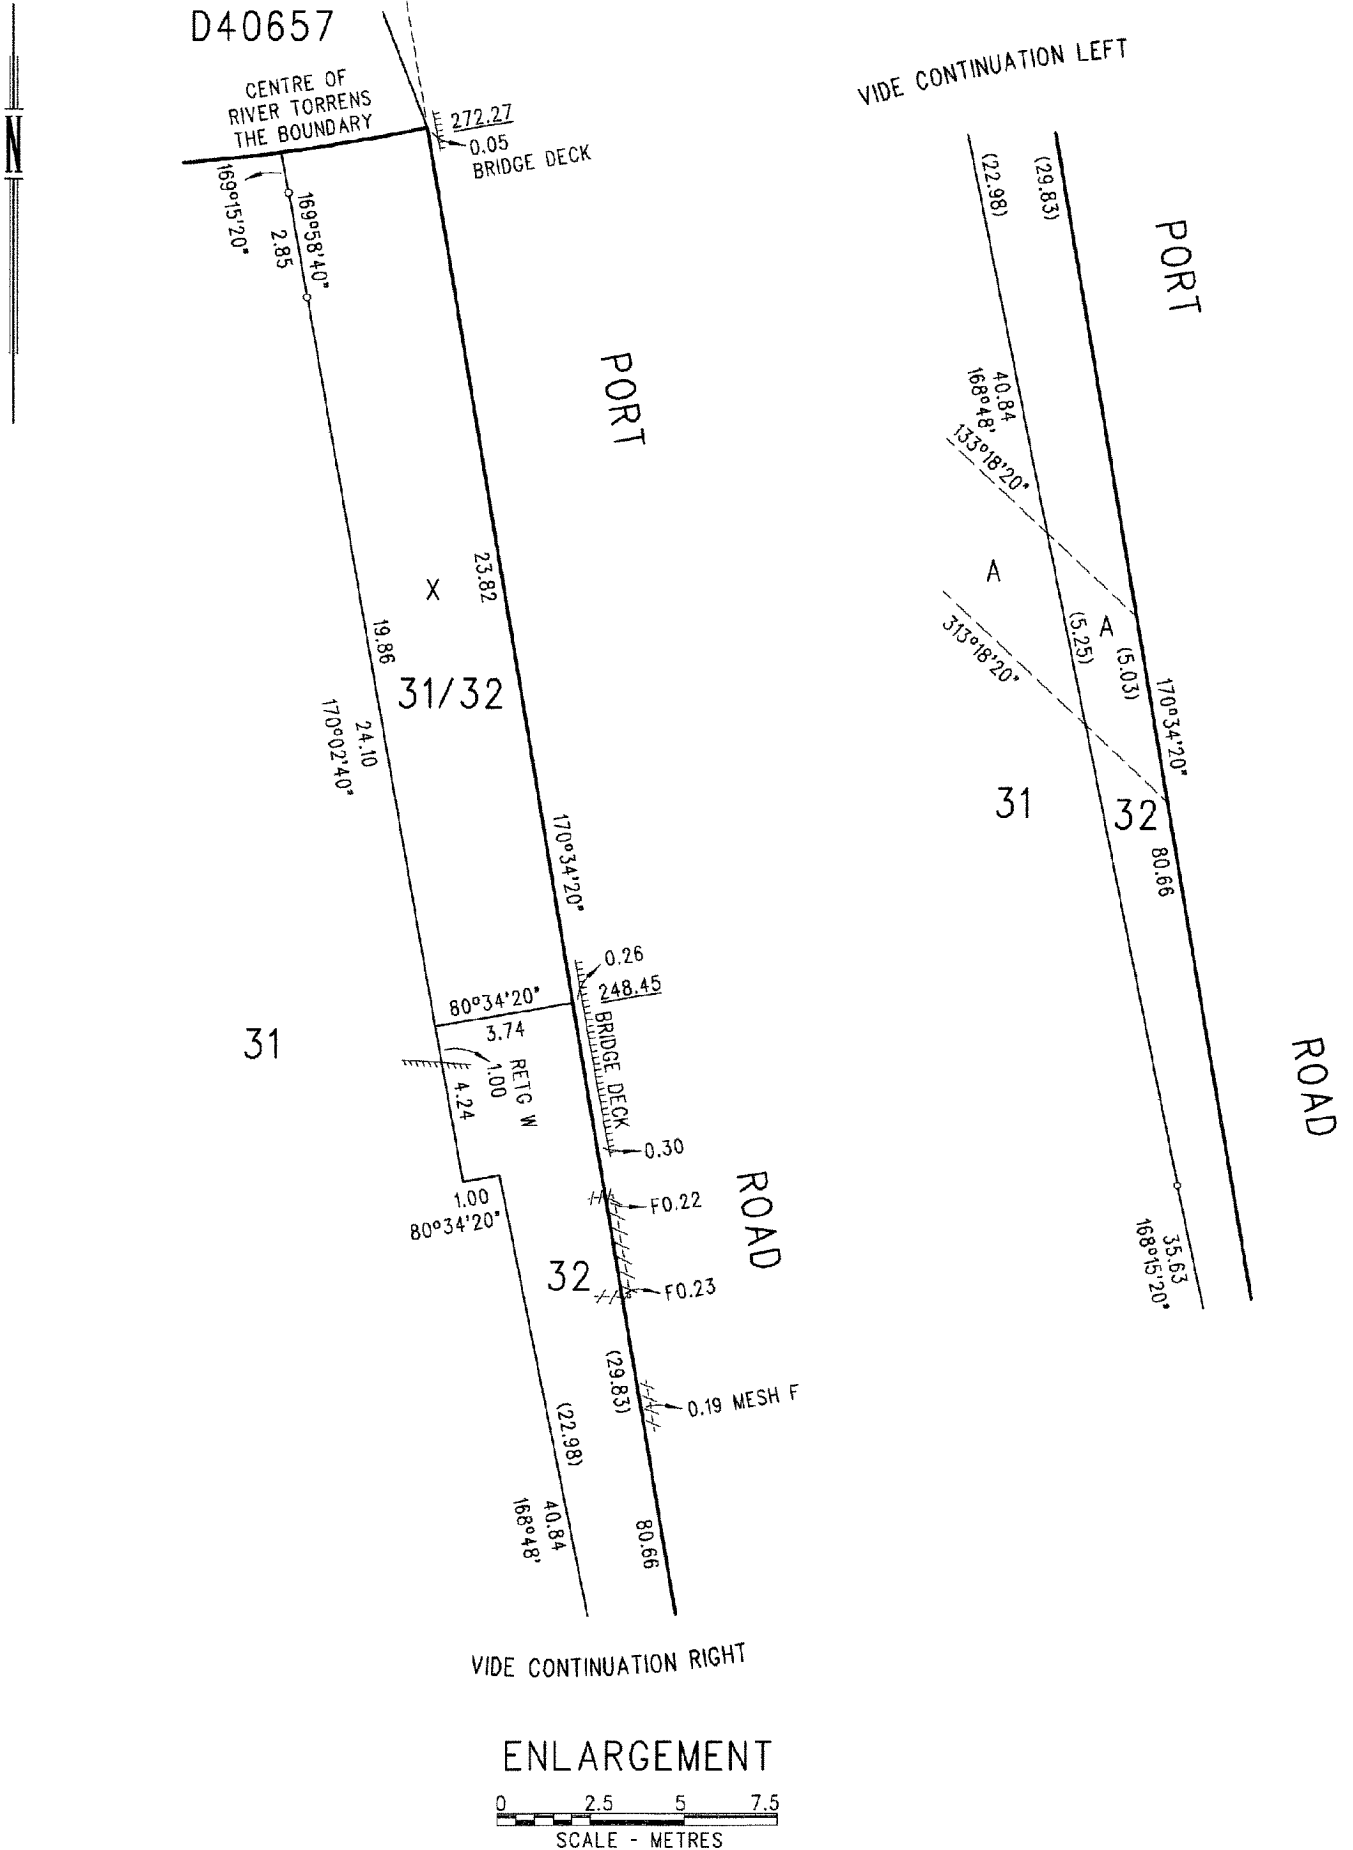 D40657
CENTRE OF
RIVER TORRENS
THE BOUNDARY
N
272.27
0.05
BRIDGE DECK
169°15'20"
2.85
169°58'40"
PORT
23.82
X
19.86
31/32
24.10
170°02'40"
170°34'20"
0.26
248.45
80°34'20"
3.74
31
BRIDGE DECK
RETG W
1.00
4.24
0.30
1.00
80°34'20"
F0.22
ROAD
32
F0.23
(29.83)
0.19 MESH F
(22.98)
40.84
168°48'
80.66
VIDE CONTINUATION RIGHT
VIDE CONTINUATION LEFT
(22.98)
(29.83)
PORT
40.84
168°48'
133°18'20"
A
A
(5.25)
(5.03)
313°18'20"
170°34'20"
31
32
80.66
ROAD
35.63
168°15'20"
ENLARGEMENT
0 2.5 5 7.5
SCALE - METRES